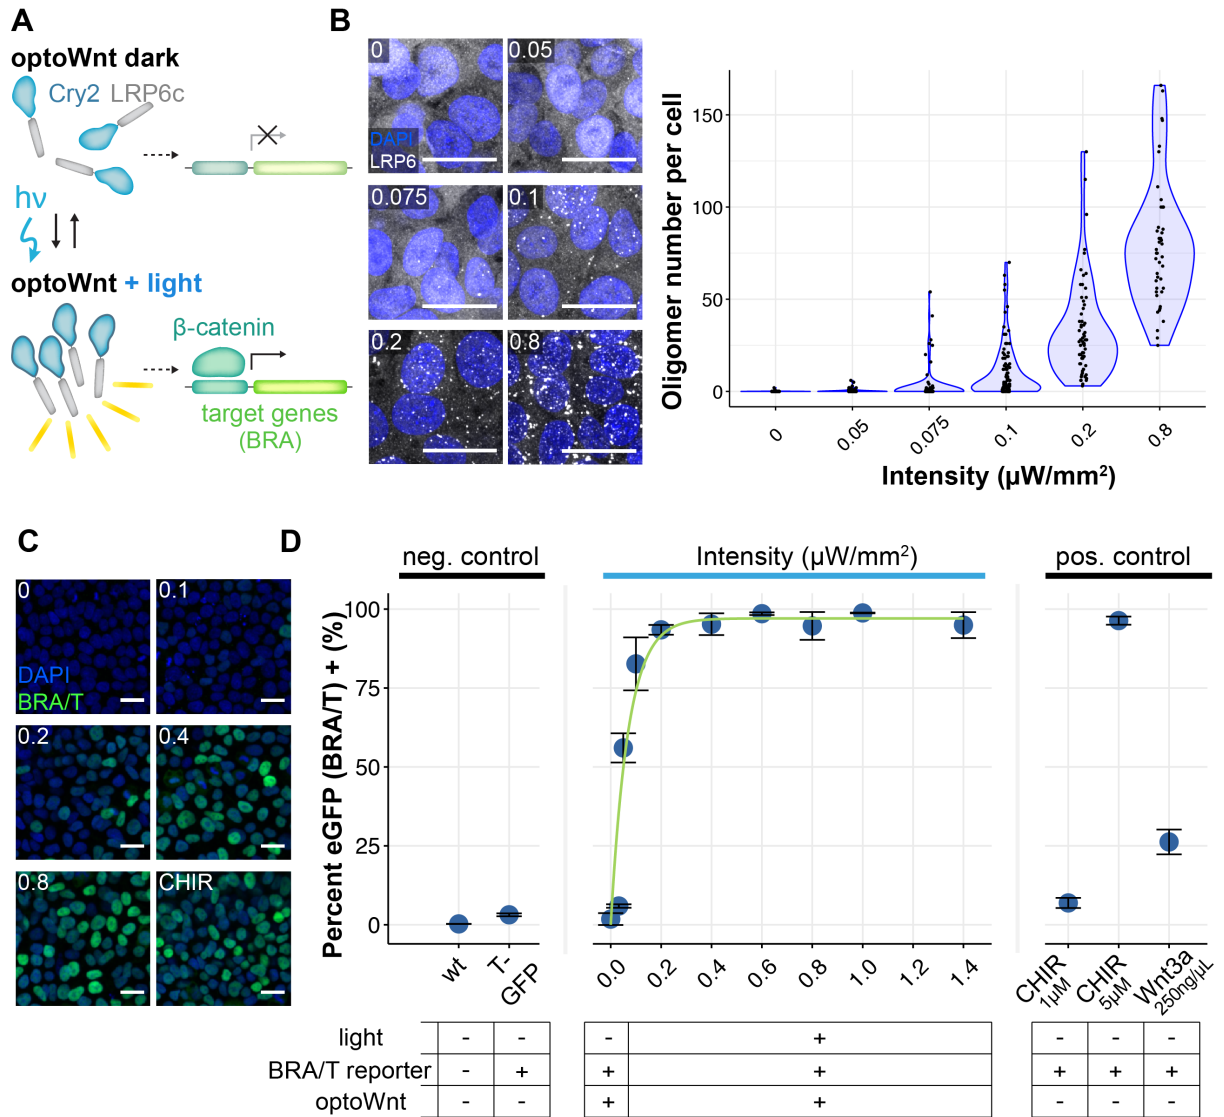 A
optoWnt dark
Cry2 LRP6c
hν
optoWnt + light
β-catenin
target genes
(BRA)
B
0
0.05
DAPI
LRP6
0.075
0.1
0.2
0.8
Oligomer number per cell
150
100
50
0
0
0.05
0.075
0.1
0.2
0.8
Intensity (µW/mm²)
C
0
0.1
DAPI
BRA/T
0.2
0.4
0.8
CHIR
D
neg. control
Intensity (µW/mm²)
pos. control
Percent eGFP (BRA/T) + (%)
100
75
50
25
0
wt
T-
GFP
0.0
0.2
0.4
0.6
0.8
1.0
1.2
1.4
CHIR
1µM
CHIR
5µM
Wnt3a
250ng/µL
light - - - + - - -
BRA/T reporter - + + + + + +
optoWnt - - + + - - -